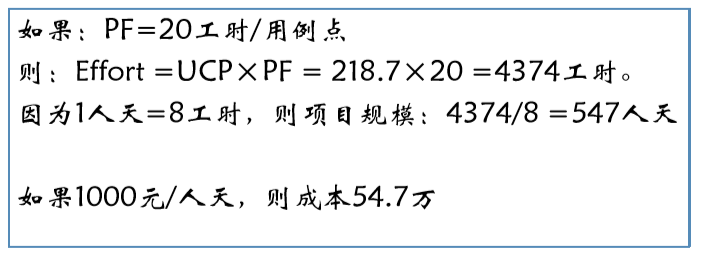 如果：PF=20工时/用例点
则：Effort =UCP×PF = 218.7×20 =4374工时。
因为1人天=8工时，则项目规模：4374/8 =547人天
如果1000元/人天，则成本54.7万